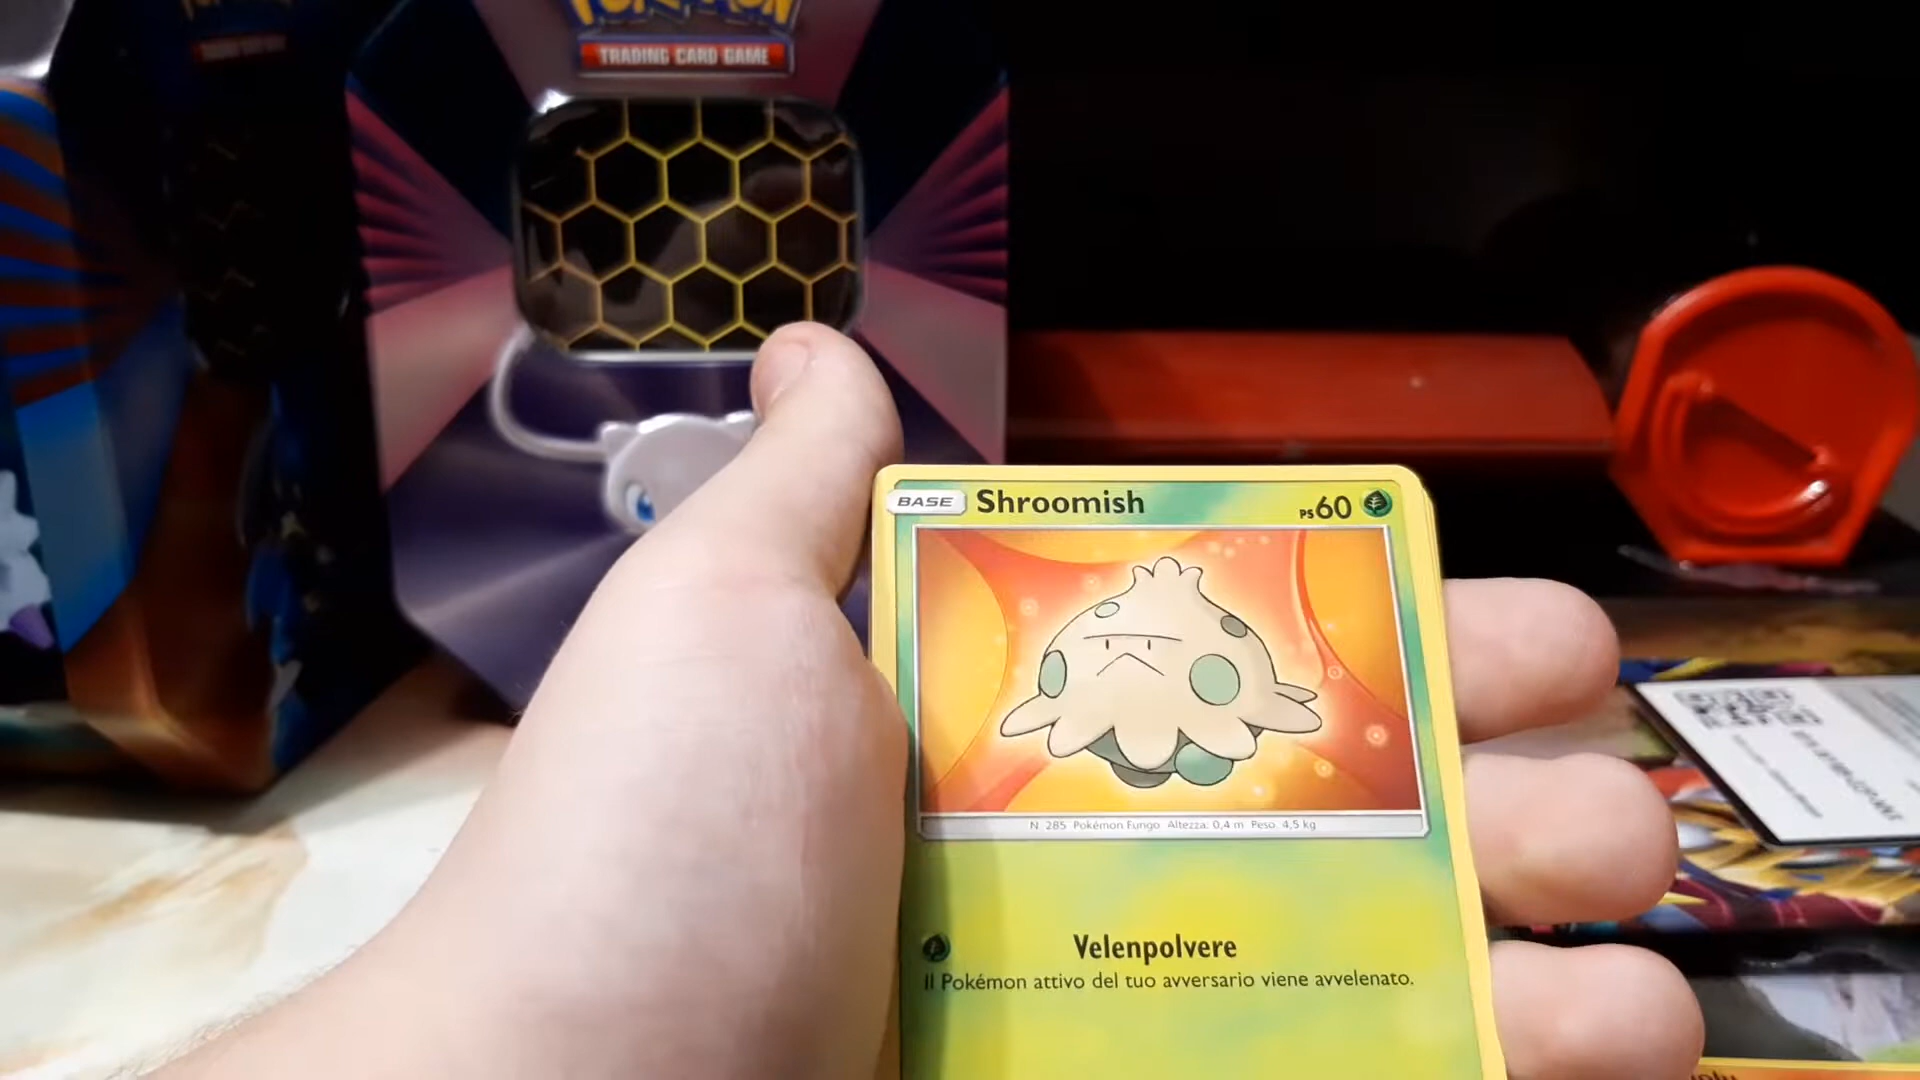 POKÉMON
TRADING CARD GAME
BASE Shroomish PS60
N. 285 Pokémon Fungo Altezza: 0,4 m Peso: 4,5 kg
Velenpolvere
Il Pokémon attivo del tuo avversario viene avvelenato.